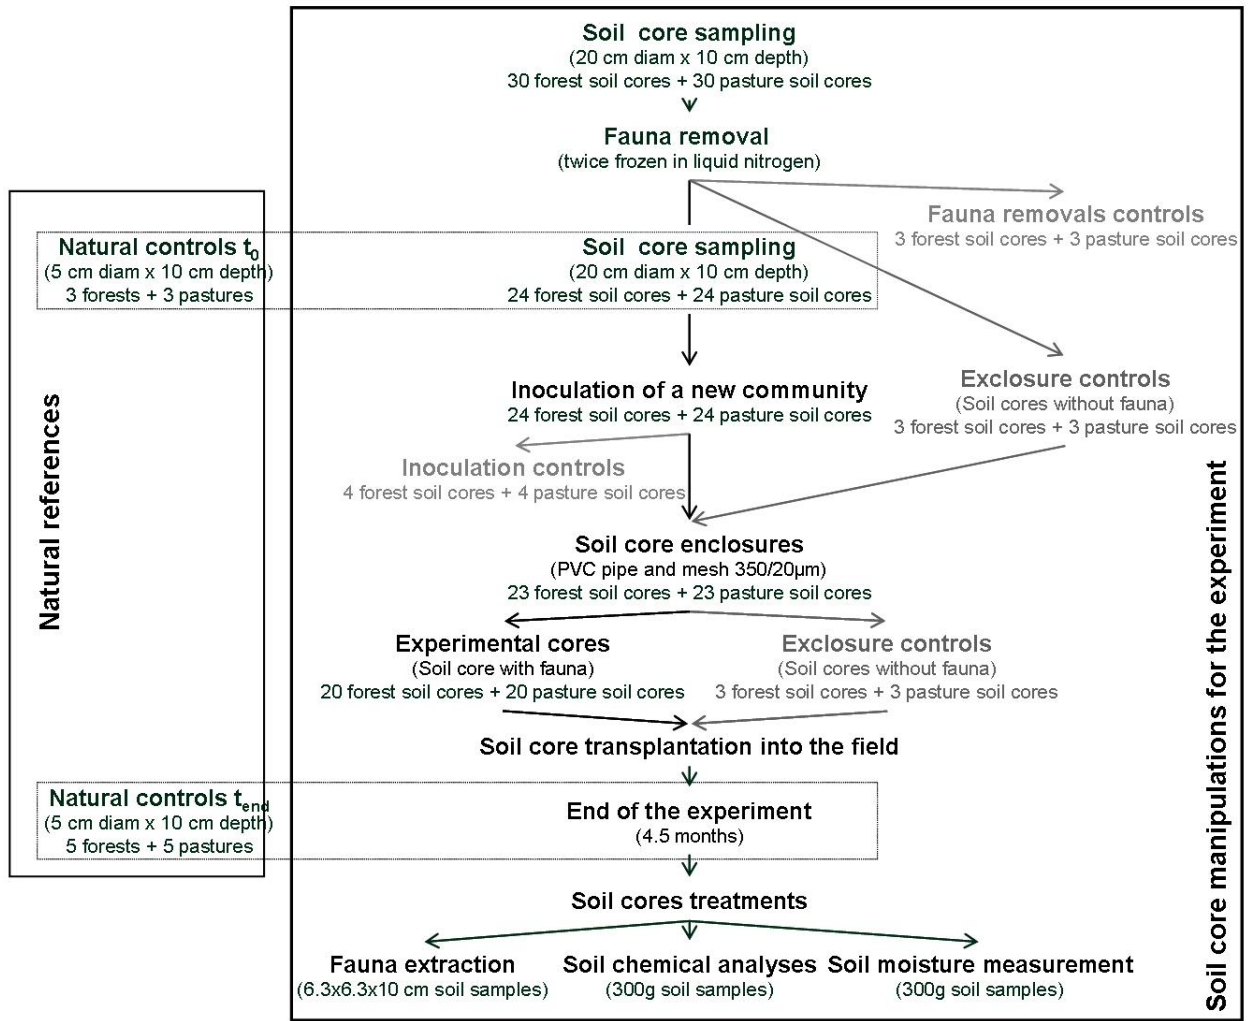 Soil core sampling
(20 cm diam x 10 cm depth)
30 forest soil cores + 30 pasture soil cores
Fauna removal
(twice frozen in liquid nitrogen)
Fauna removals controls
3 forest soil cores + 3 pasture soil cores
Natural controls t0
(5 cm diam x 10 cm depth)
3 forests + 3 pastures
Soil core sampling
(20 cm diam x 10 cm depth)
24 forest soil cores + 24 pasture soil cores
Exclosure controls
(Soil cores without fauna)
3 forest soil cores + 3 pasture soil cores
Inoculation of a new community
24 forest soil cores + 24 pasture soil cores
Inoculation controls
4 forest soil cores + 4 pasture soil cores
Soil core enclosures
(PVC pipe and mesh 350/20µm)
23 forest soil cores + 23 pasture soil cores
Experimental cores
(Soil core with fauna)
20 forest soil cores + 20 pasture soil cores
Exclosure controls
(Soil cores without fauna)
3 forest soil cores + 3 pasture soil cores
Soil core transplantation into the field
Natural controls tend
(5 cm diam x 10 cm depth)
5 forests + 5 pastures
End of the experiment
(4.5 months)
Soil cores treatments
Fauna extraction
(6.3x6.3x10 cm soil samples)
Soil chemical analyses
(300g soil samples)
Soil moisture measurement
(300g soil samples)
Natural references
Soil core manipulations for the experiment